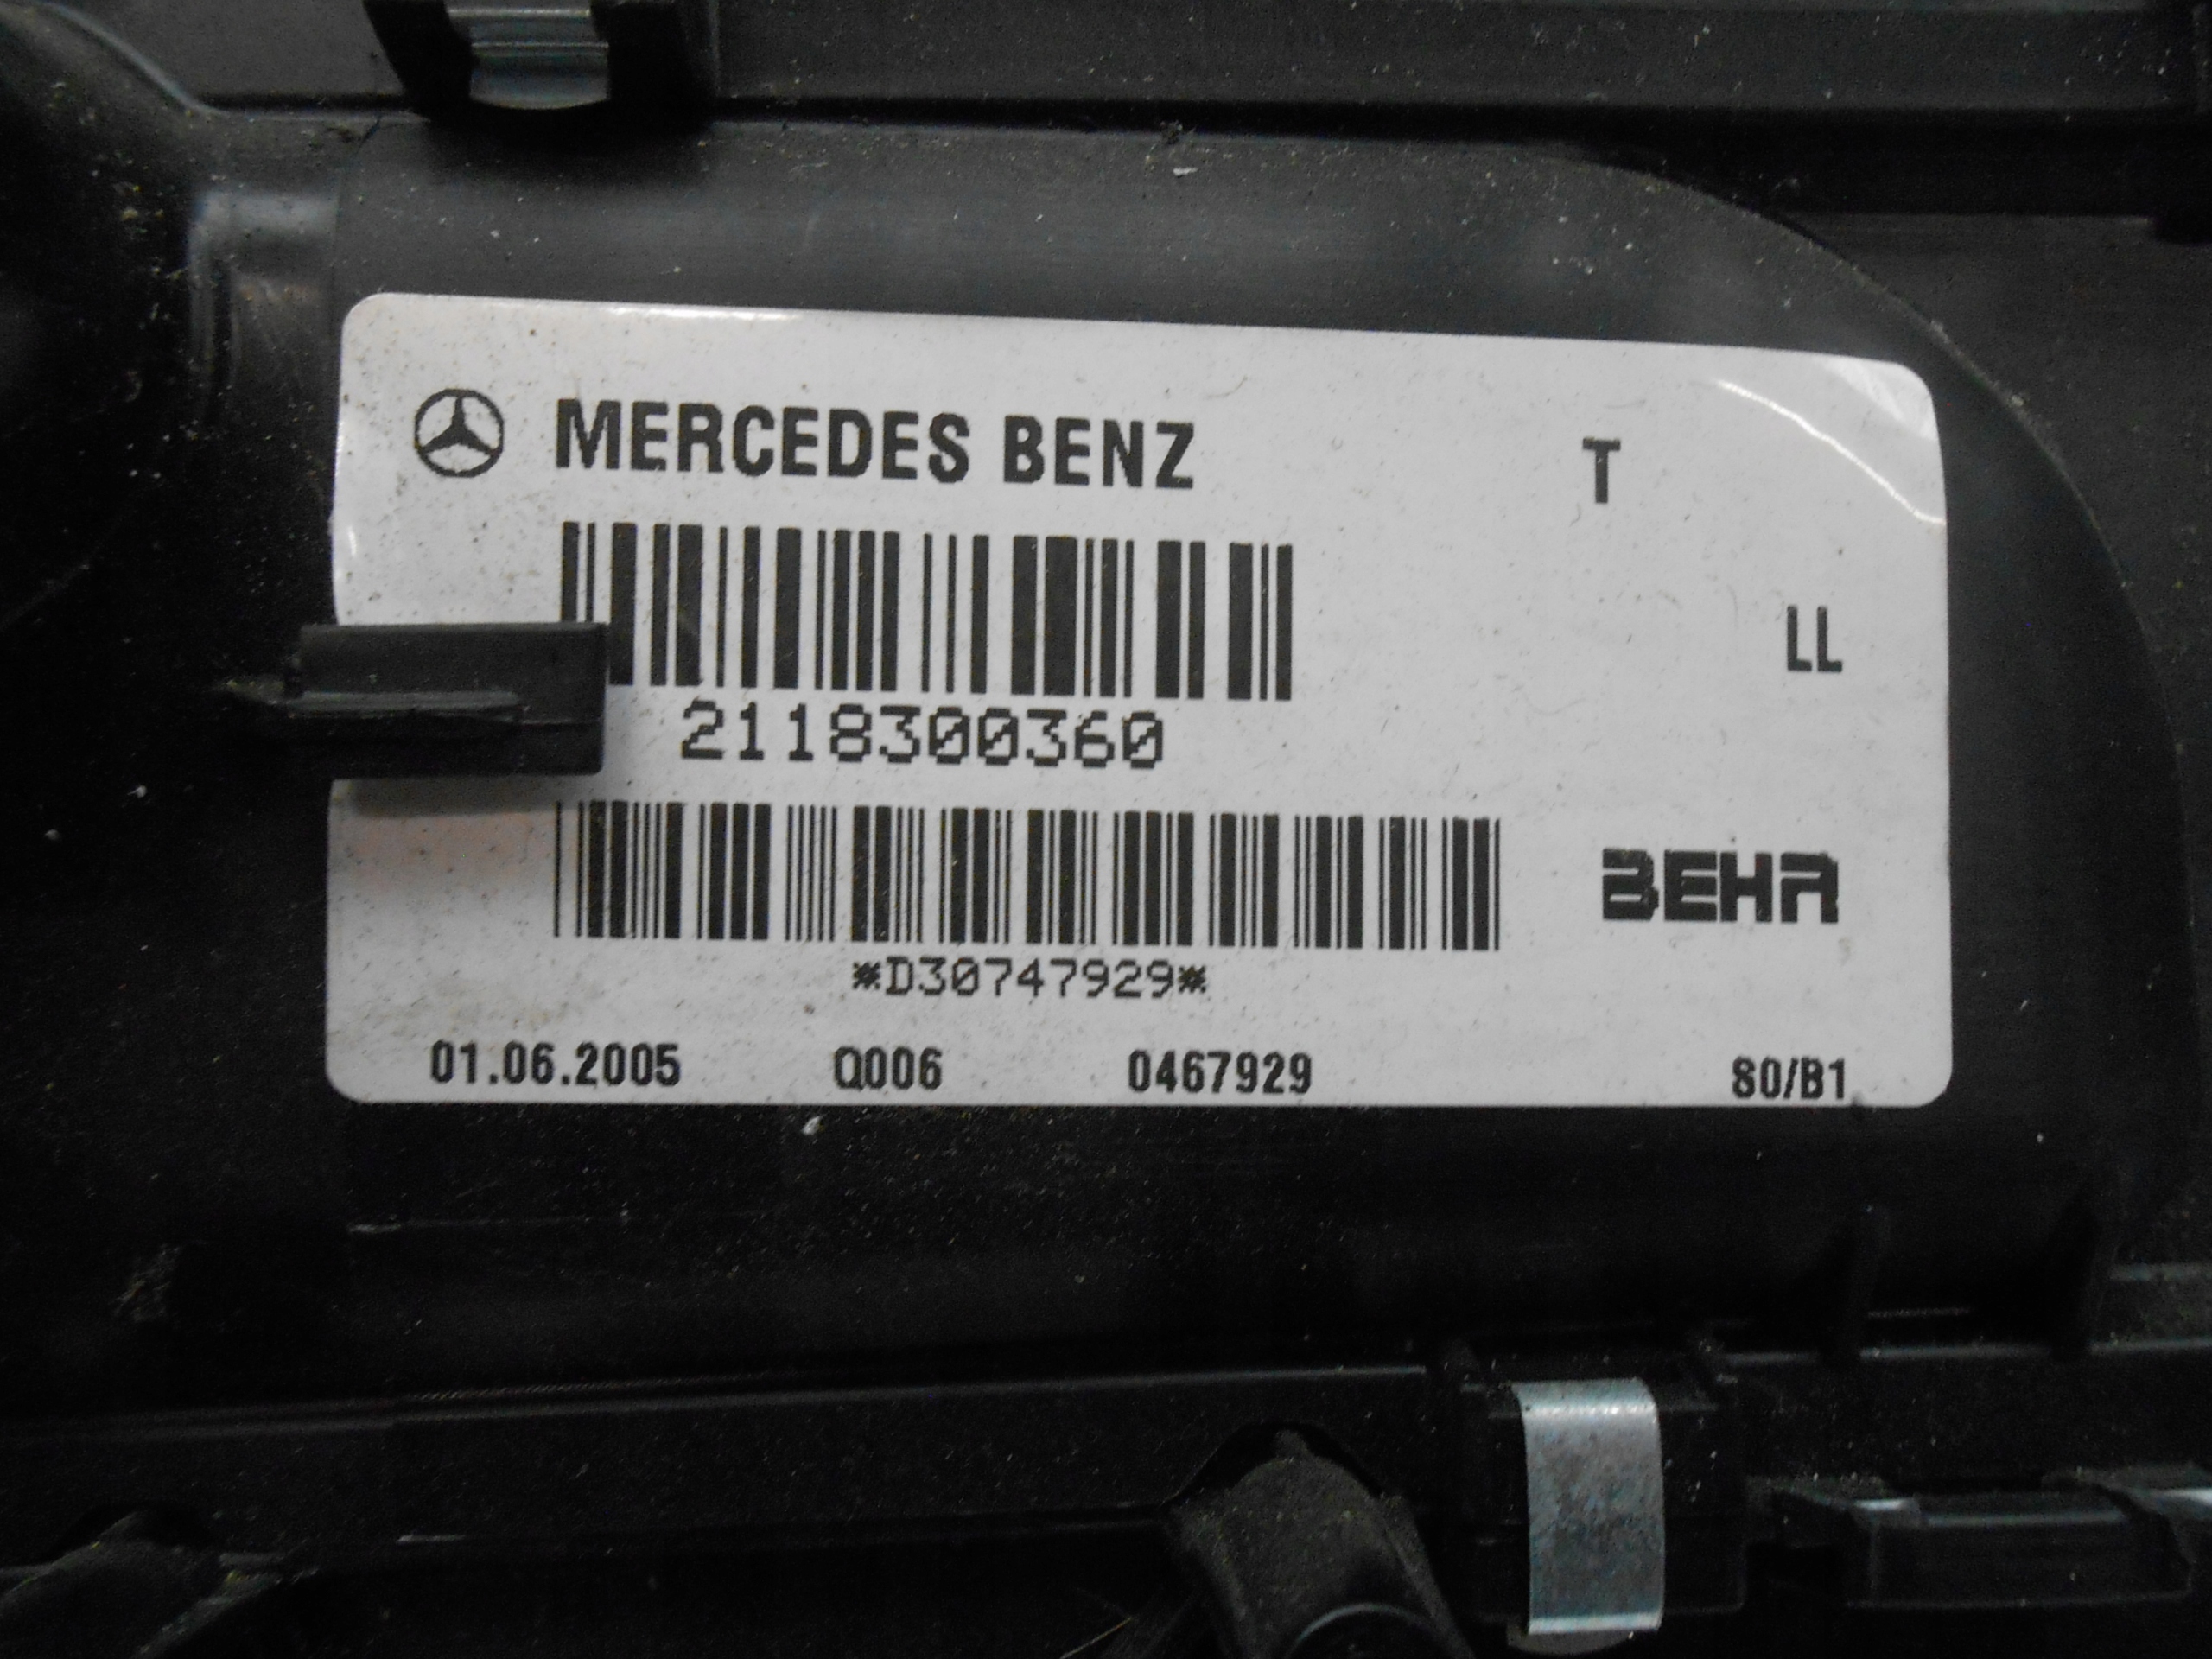 MERCEDES BENZ T
LL
2118300360
BEHR
*D30747929*
01.06.2005 Q006 0467929 80/B1